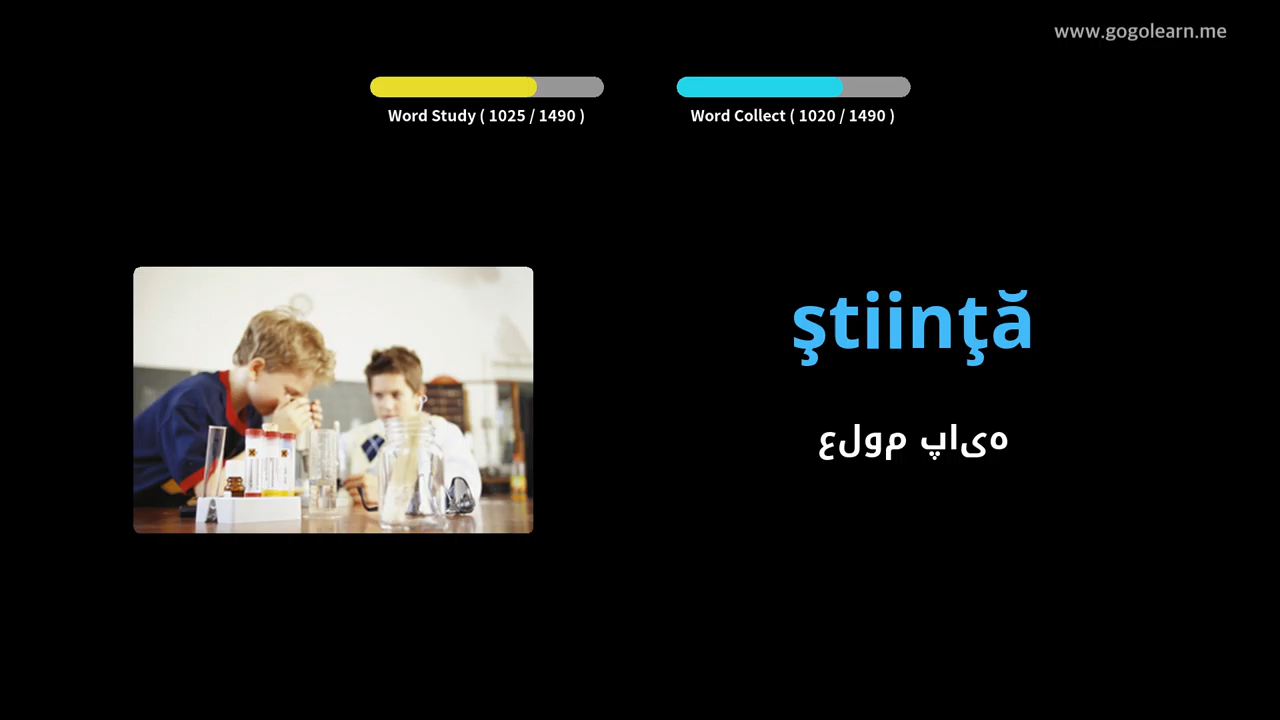 www.gogolearn.me
Word Study ( 1025 / 1490 )
Word Collect ( 1020 / 1490 )
ştiinţă
علوم پایه